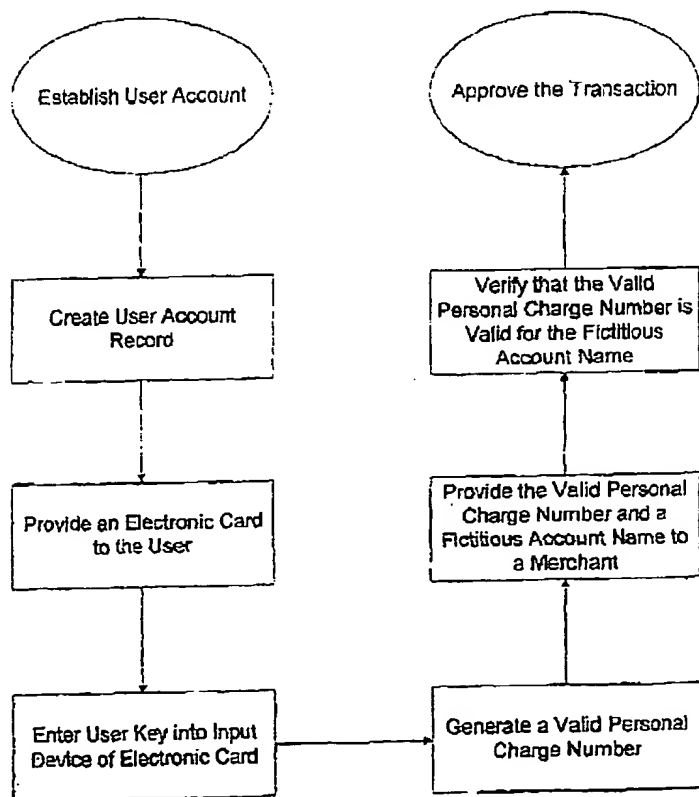 Establish User Account
Create User Account
Record
Provide an Electronic Card
to the User
Enter User Key into Input
Device of Electronic Card
Generate a Valid Personal
Charge Number
Provide the Valid Personal
Charge Number and a
Fictitious Account Name to
a Merchant
Verify that the Valid
Personal Charge Number is
Valid for the Fictitious
Account Name
Approve the Transaction